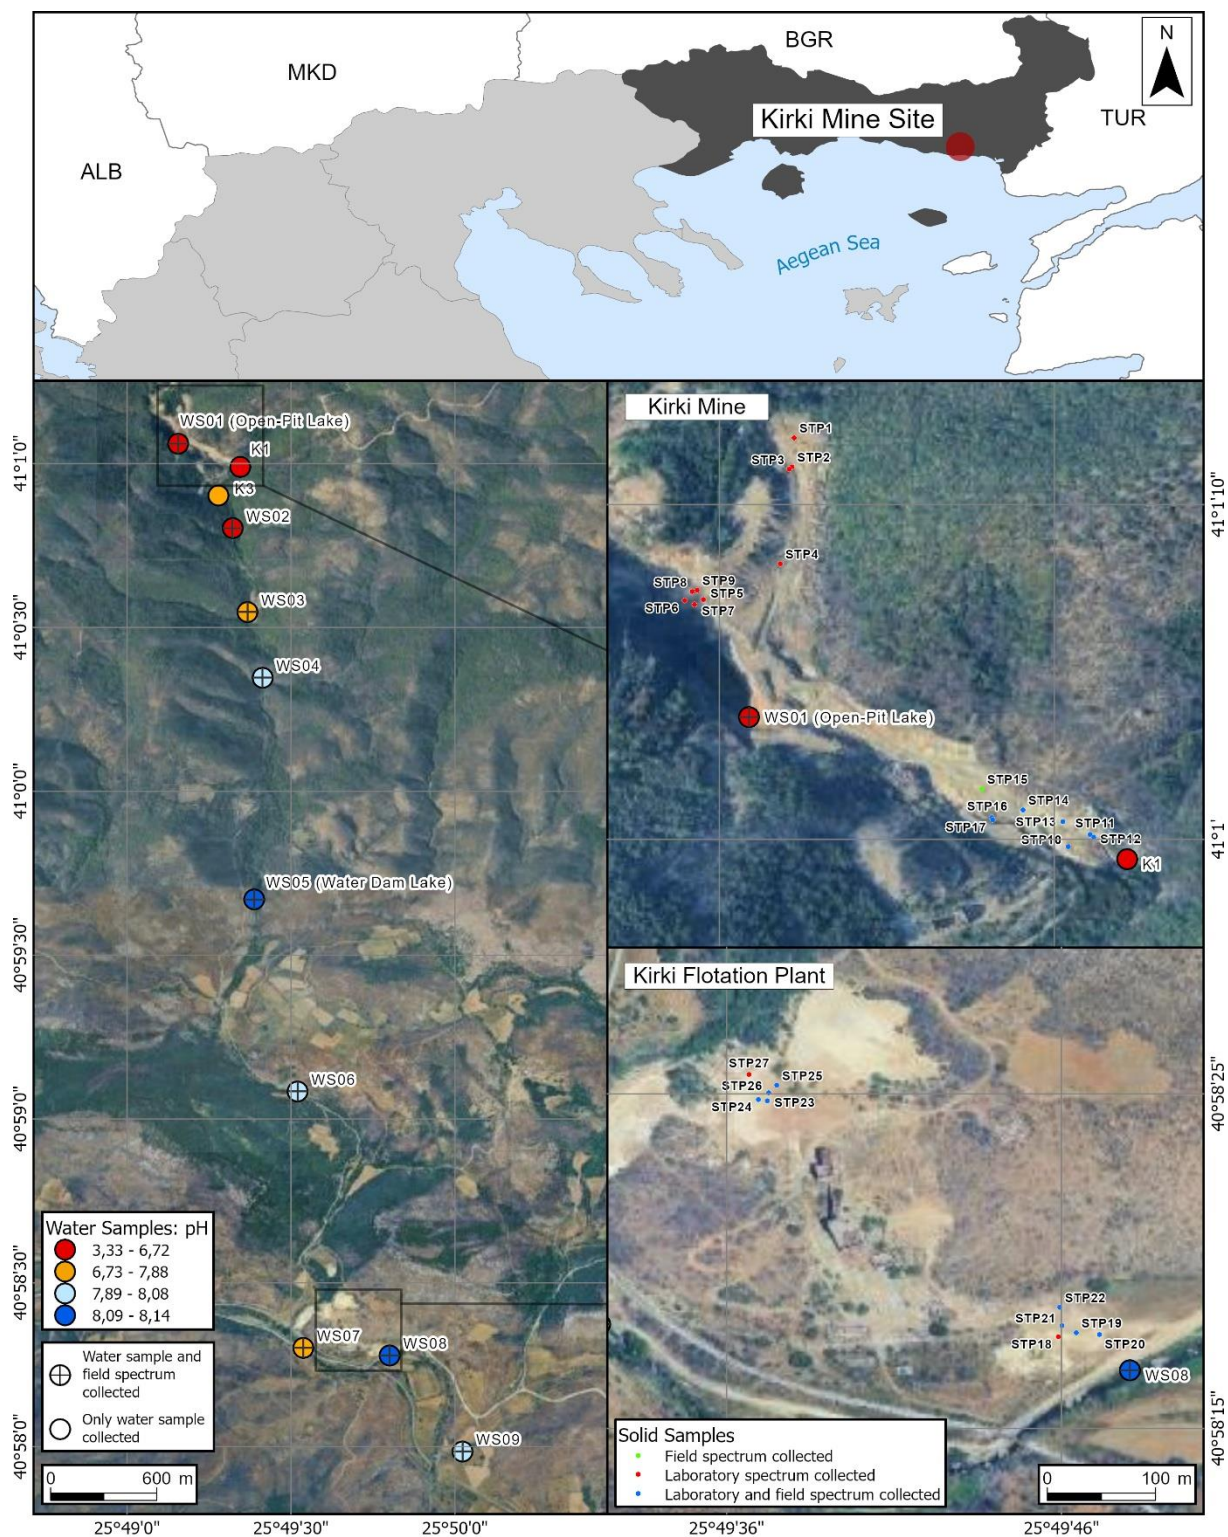 BGR
MKD
N
Kirki Mine Site
TUR
ALB
Aegean Sea
WS01 (Open-Pit Lake)
K1
K3
WS02
WS03
WS04
WS05 (Water Dam Lake)
WS06
WS07
WS08
WS09
41°1'0"
41°0'30"
41°0'0"
40°59'30"
40°59'0"
40°58'30"
40°58'0"
Water Samples: pH
3,33 - 6,72
6,73 - 7,88
7,89 - 8,08
8,09 - 8,14
Water sample and
field spectrum
collected
Only water sample
collected
0 600 m
25°49'0"
25°49'30"
25°50'0"
Kirki Mine
STP1
STP2
STP3
STP4
STP8
STP9
STP5
STP6
STP7
WS01 (Open-Pit Lake)
STP15
STP16
STP14
STP17
STP13
STP11
STP10
STP12
K1
41°1'10"
41°1'
Kirki Flotation Plant
STP27
STP26
STP25
STP24
STP23
STP22
STP21
STP19
STP18
STP20
WS08
40°58'25"
40°58'15"
Solid Samples
Field spectrum collected
Laboratory spectrum collected
Laboratory and field spectrum collected
0 100 m
25°49'36"
25°49'46"